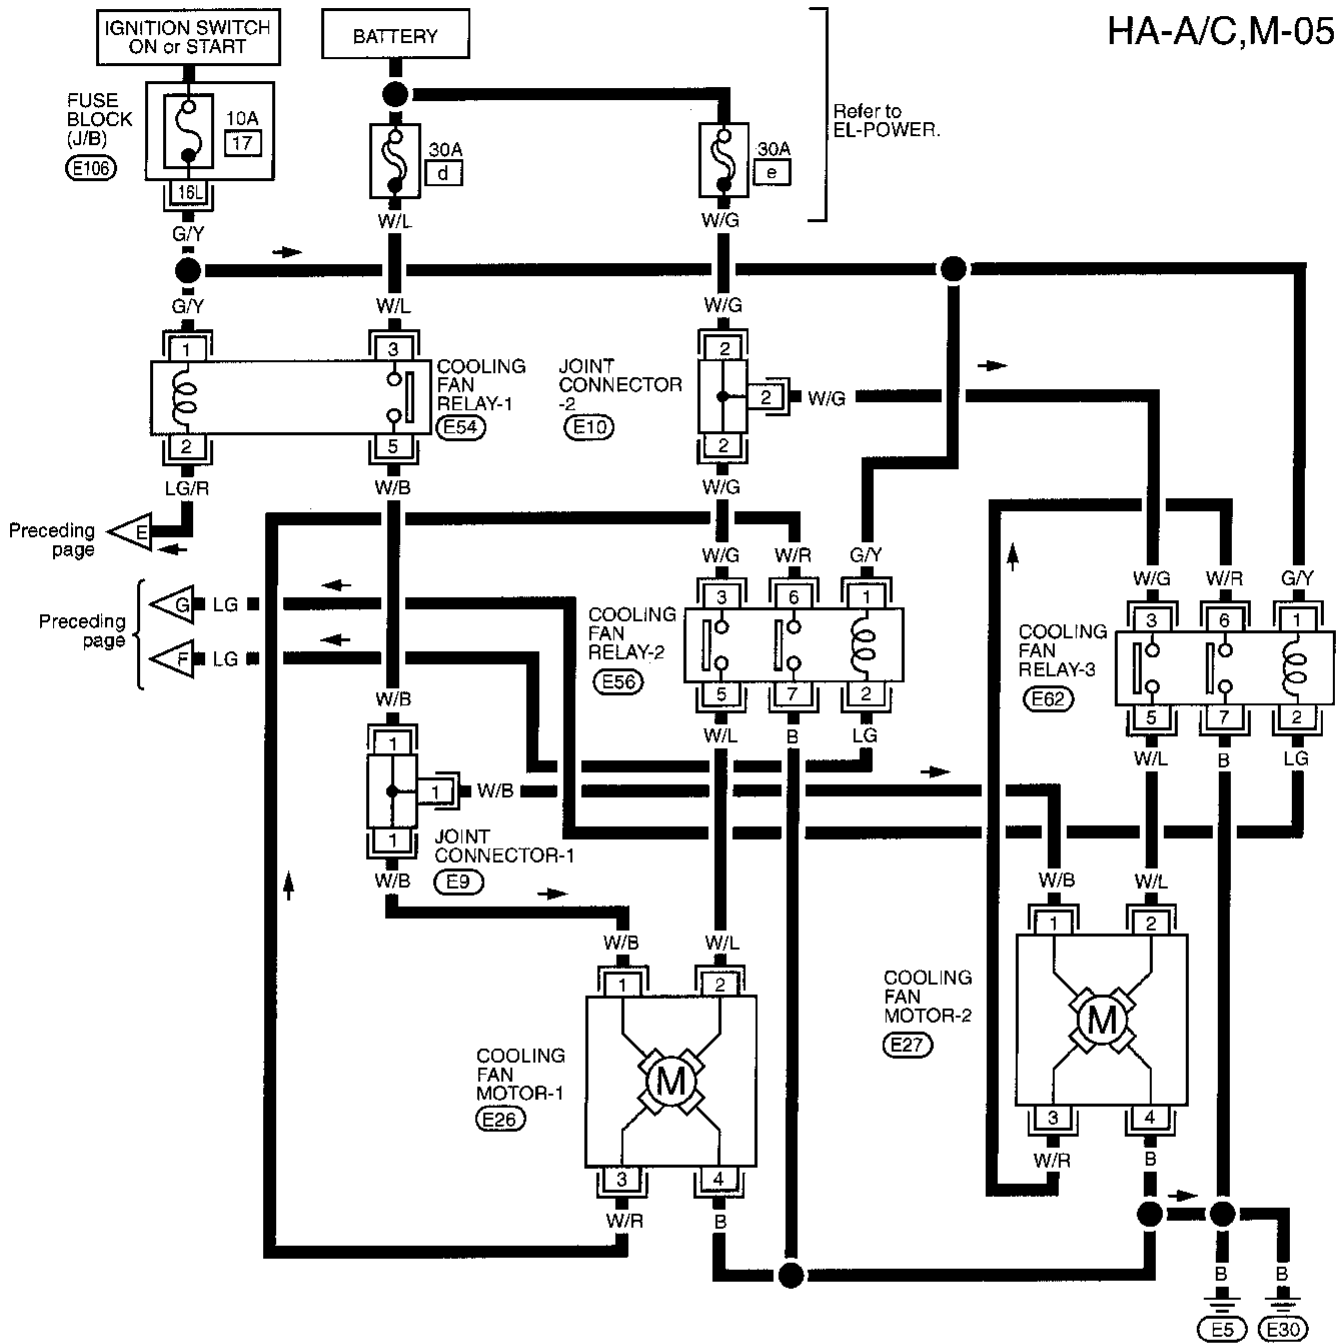 HA-A/C,M-05
IGNITION SWITCH
ON or START
BATTERY
FUSE
BLOCK
(J/B)
E106
10A
17
16L
30A
d
30A
e
Refer to
EL-POWER.
G/Y
W/L
W/G
G/Y
W/L
W/G
1
3
2
COOLING
FAN
RELAY-1
E54
JOINT
CONNECTOR
-2
E10
2
W/G
2
5
2
LG/R
W/B
W/G
Preceding
page
E
W/G
W/R
G/Y
W/G
W/R
G/Y
Preceding
page
G
LG
F
LG
3
6
1
COOLING
FAN
RELAY-2
E56
5
7
2
W/L
B
LG
3
6
1
COOLING
FAN
RELAY-3
E62
5
7
2
W/L
B
LG
W/B
1
1
W/B
1
JOINT
CONNECTOR-1
E9
W/B
W/B
W/L
W/B
W/L
1
2
COOLING
FAN
MOTOR-2
E27
M
3
4
W/R
B
1
2
COOLING
FAN
MOTOR-1
E26
M
3
4
W/R
B
B
B
E5
E30